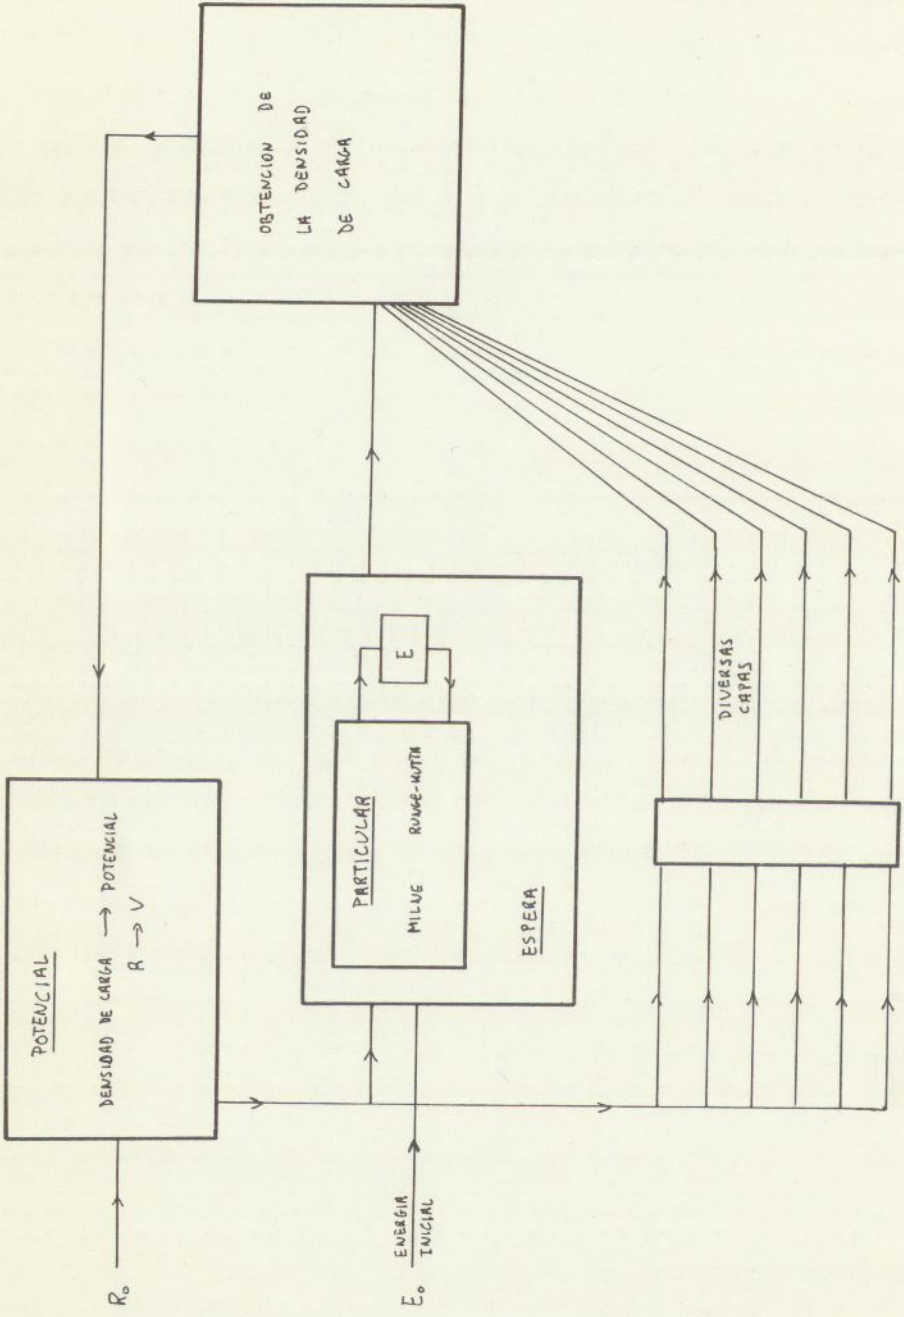 POTENCIAL
DENSIDAD DE CARGA → POTENCIAL
R → V
R₀
PARTICULAR
MILNE RUNGE-KUTTA
E
ESPERA
ENERGIA
INICIAL
E₀
OBTENCION DE
LA DENSIDAD
DE CARGA
DIVERSAS
CAPAS